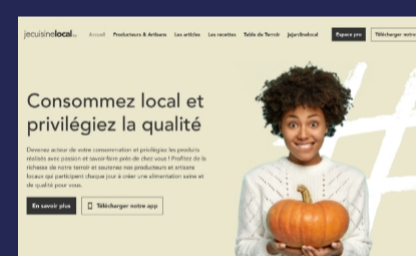 jecuisinelocal
Accueil Producteurs & Artisans Les articles Les recettes Table de Terroir Jejardinelocal Espace pro Télécharger notre
Consommez local et
privilégiez la qualité
Devenez acteur de votre consommation et privilégiez les produits
réalisés avec passion et savoir-faire près de chez vous ! Profitez de la
richesse de notre terroir et soutenez nos producteurs et artisans
locaux qui participent chaque jour à créer une alimentation saine et
de qualité pour vous.
En savoir plus Télécharger notre app